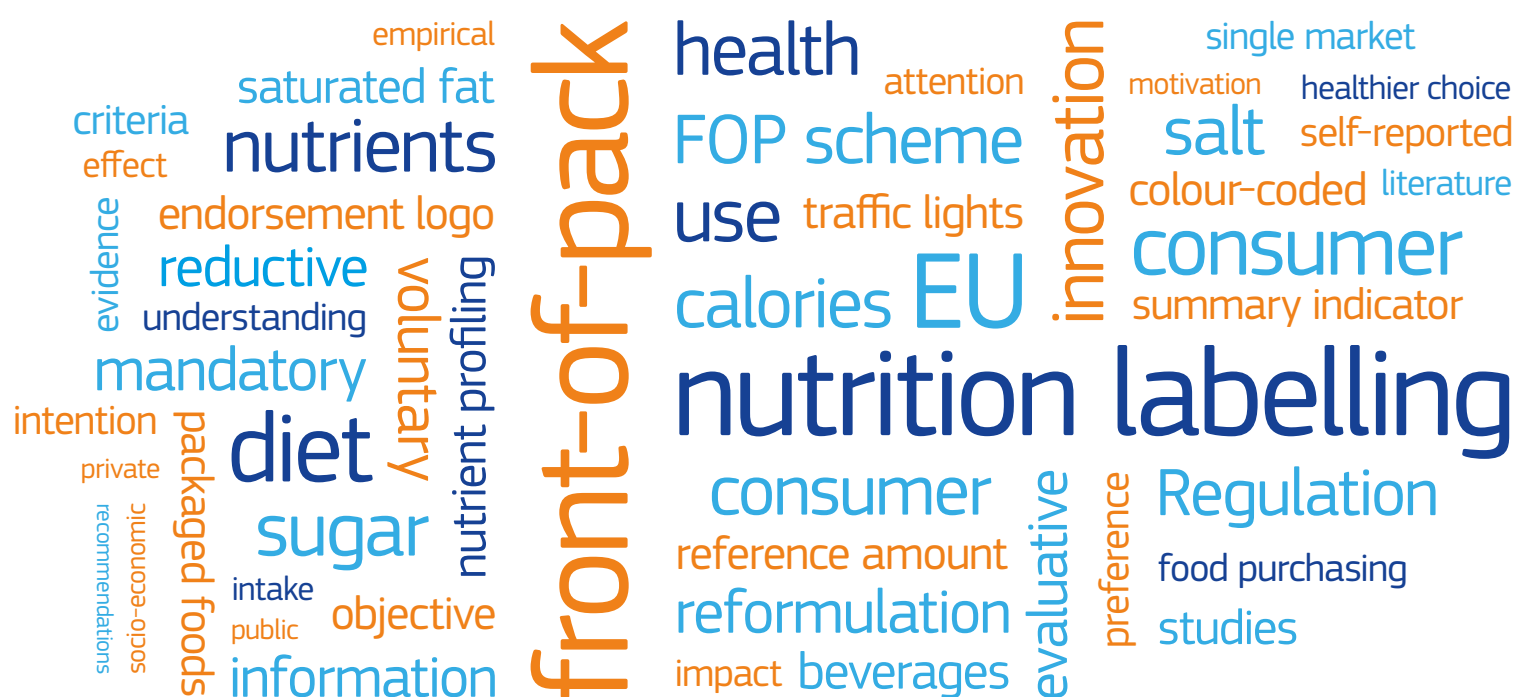 empirical
saturated fat
criteria
nutrients
effect
endorsement logo
evidence
reductive
understanding
mandatory
voluntary
nutrient profiling
intention
packaged foods
diet
private
recommendations
socio-economic
sugar
intake
public
objective
information
front-of-pack
health
attention
FOP scheme
use
traffic lights
calories
EU
innovation
single market
motivation
healthier choice
salt
self-reported
colour-coded
literature
consumer
summary indicator
nutrition labelling
consumer
reference amount
reformulation
impact
beverages
evaluative
preference
Regulation
food purchasing
studies